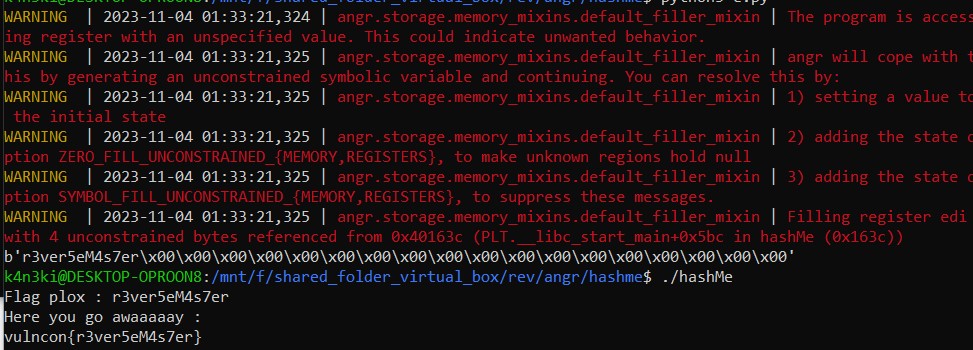 k4n3ki@DESKTOP-OPROON8:/mnt/f/shared_folder_virtual_box/rev/angr/hashme$ python3 e.py
WARNING | 2023-11-04 01:33:21,324 | angr.storage.memory_mixins.default_filler_mixin | The program is access
ing register with an unspecified value. This could indicate unwanted behavior.
WARNING | 2023-11-04 01:33:21,325 | angr.storage.memory_mixins.default_filler_mixin | angr will cope with t
his by generating an unconstrained symbolic variable and continuing. You can resolve this by:
WARNING | 2023-11-04 01:33:21,325 | angr.storage.memory_mixins.default_filler_mixin | 1) setting a value to
 the initial state
WARNING | 2023-11-04 01:33:21,325 | angr.storage.memory_mixins.default_filler_mixin | 2) adding the state o
ption ZERO_FILL_UNCONSTRAINED_{MEMORY,REGISTERS}, to make unknown regions hold null
WARNING | 2023-11-04 01:33:21,325 | angr.storage.memory_mixins.default_filler_mixin | 3) adding the state o
ption SYMBOL_FILL_UNCONSTRAINED_{MEMORY,REGISTERS}, to suppress these messages.
WARNING | 2023-11-04 01:33:21,325 | angr.storage.memory_mixins.default_filler_mixin | Filling register edi
with 4 unconstrained bytes referenced from 0x40163c (PLT.__libc_start_main+0x5bc in hashMe (0x163c))
b'r3ver5eM4s7er\x00\x00\x00\x00\x00\x00\x00\x00\x00\x00\x00\x00\x00\x00\x00\x00\x00'
k4n3ki@DESKTOP-OPROON8:/mnt/f/shared_folder_virtual_box/rev/angr/hashme$ ./hashMe
Flag plox : r3ver5eM4s7er
Here you go awaaaaay :
vulncon{r3ver5eM4s7er}